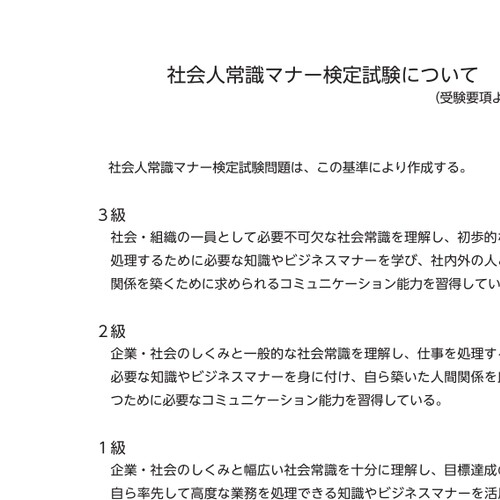 社会人常識マナー検定試験について
（受験要項よ
社会人常識マナー検定試験問題は、この基準により作成する。
３級
社会・組織の一員として必要不可欠な社会常識を理解し、初歩的な
処理するために必要な知識やビジネスマナーを学び、社内外の人と
関係を築くために求められるコミュニケーション能力を習得してい
２級
企業・社会のしくみと一般的な社会常識を理解し、仕事を処理する
必要な知識やビジネスマナーを身に付け、自ら築いた人間関係を良
つために必要なコミュニケーション能力を習得している。
１級
企業・社会のしくみと幅広い社会常識を十分に理解し、目標達成の
自ら率先して高度な業務を処理できる知識やビジネスマナーを活用